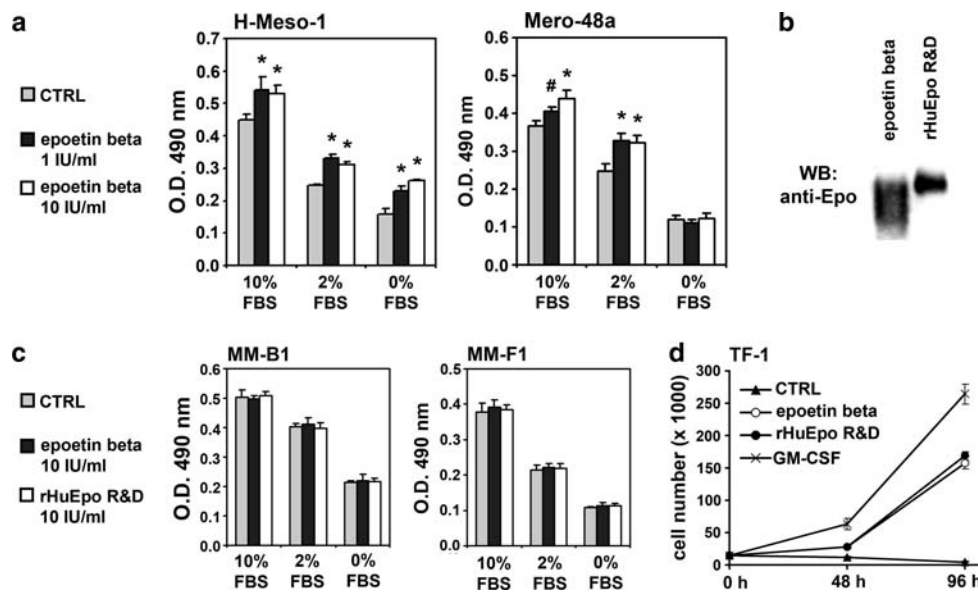 a
H-Meso-1
Mero-48a
b
CTRL
epoetin beta
1 IU/ml
epoetin beta
10 IU/ml
O.D. 490 nm
0.7
0.6
0.5
0.4
0.3
0.2
0.1
0.0
* *
* *
* *
10% 2% 0%
FBS FBS FBS
O.D. 490 nm
0.6
0.5
0.4
0.3
0.2
0.1
0.0
# *
* *
10% 2% 0%
FBS FBS FBS
epoetin beta
rHuEpo R&D
WB:
anti-Epo
c
MM-B1
MM-F1
CTRL
epoetin beta
10 IU/ml
rHuEpo R&D
10 IU/ml
O.D. 490 nm
0.6
0.5
0.4
0.3
0.2
0.1
0.0
10% 2% 0%
FBS FBS FBS
O.D. 490 nm
0.5
0.4
0.3
0.2
0.1
10% 2% 0%
FBS FBS FBS
d
TF-1
cell number (x 1000)
300
250
200
150
100
50
0
CTRL
epoetin beta
rHuEpo R&D
GM-CSF
0 h 48 h 96 h